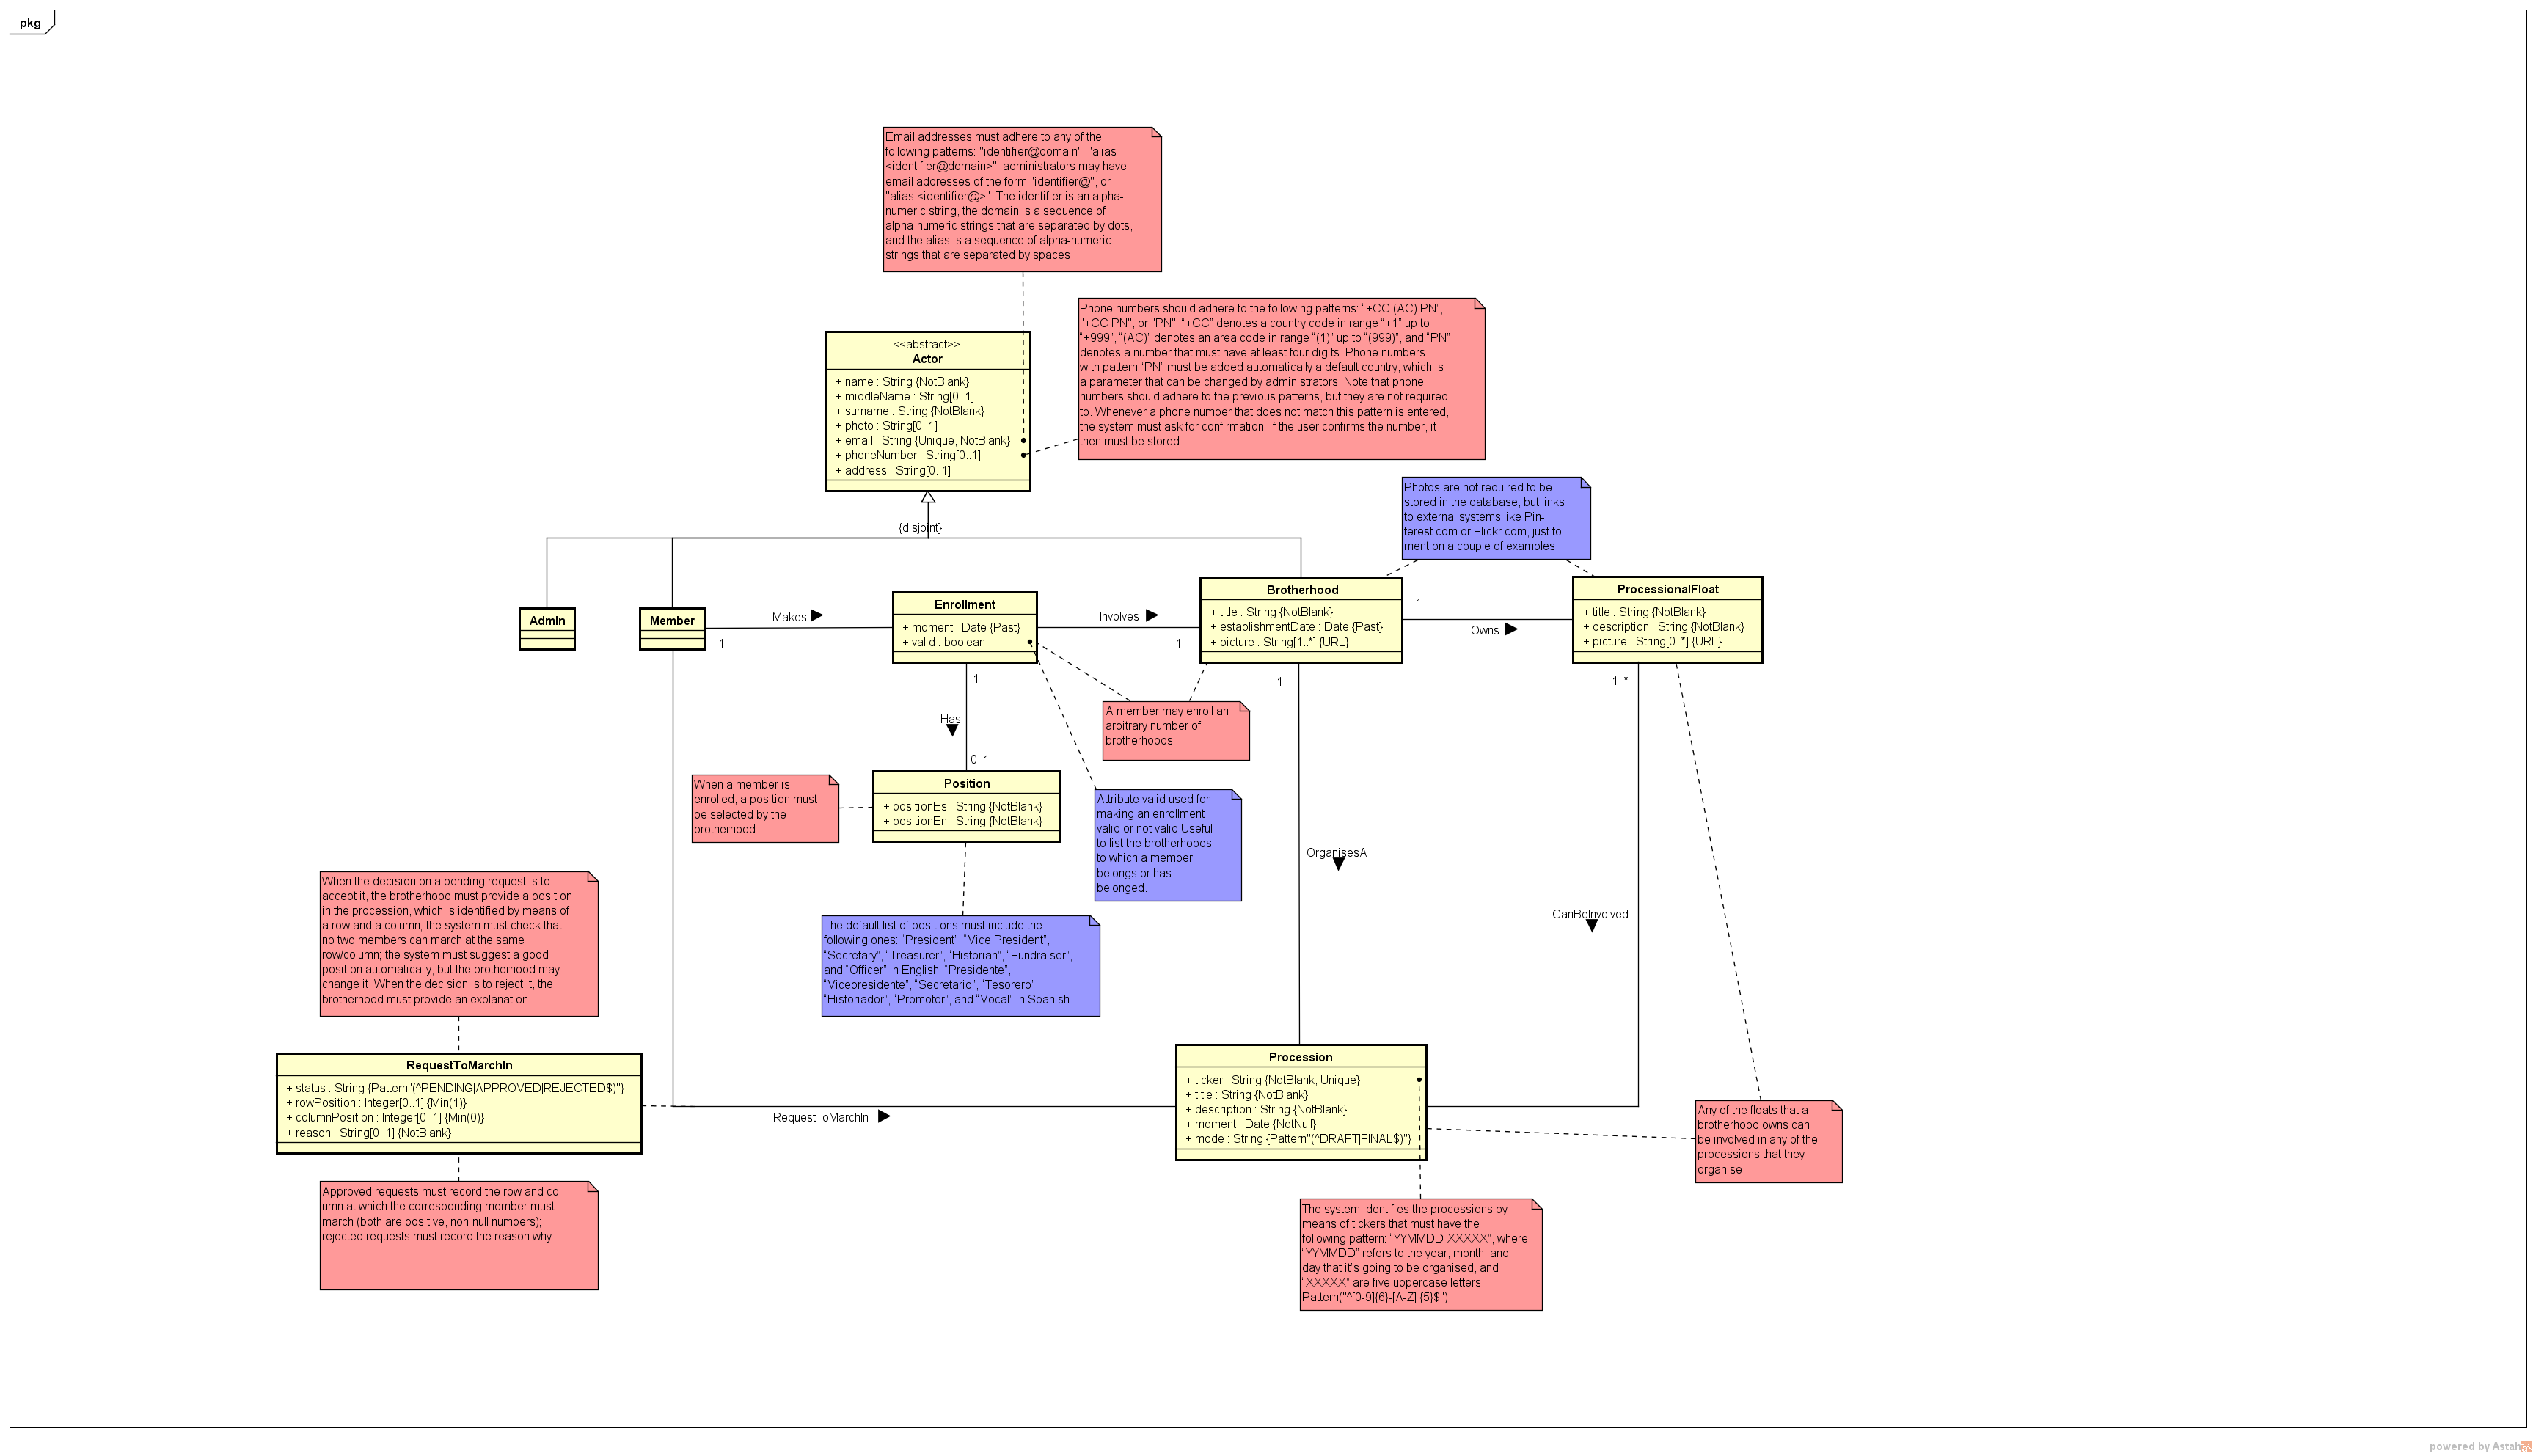 pkg
Email addresses must adhere to any of the
following patterns: "identifier@domain", "alias
<identifier@domain>"; administrators may have
email addresses of the form "identifier@", or
"alias <identifier@>". The identifier is an alpha-
numeric string, the domain is a sequence of
alpha-numeric strings that are separated by dots,
and the alias is a sequence of alpha-numeric
strings that are separated by spaces.
Phone numbers should adhere to the following patterns: “+CC (AC) PN”,
"+CC PN", or "PN": “+CC” denotes a country code in range “+1” up to
“+999”, “(AC)” denotes an area code in range “(1)” up to “(999)”, and “PN”
denotes a number that must have at least four digits. Phone numbers
with pattern “PN” must be added automatically a default country, which is
a parameter that can be changed by administrators. Note that phone
numbers should adhere to the previous patterns, but they are not required
to. Whenever a phone number that does not match this pattern is entered,
the system must ask for confirmation; if the user confirms the number, it
then must be stored.
<<abstract>>
Actor
+ name : String {NotBlank}
+ middleName : String[0..1]
+ surname : String {NotBlank}
+ photo : String[0..1]
+ email : String {Unique, NotBlank}
+ phoneNumber : String[0..1]
+ address : String[0..1]
{disjoint}
Photos are not required to be
stored in the database, but links
to external systems like Pin-
terest.com or Flickr.com, just to
mention a couple of examples.
Admin
Member
Makes
1
Enrollment
+ moment : Date {Past}
+ valid : boolean
Involves
1
Brotherhood
+ title : String {NotBlank}
+ establishmentDate : Date {Past}
+ picture : String[1..*] {URL}
1
Owns
ProcessionalFloat
+ title : String {NotBlank}
+ description : String {NotBlank}
+ picture : String[0..*] {URL}
1
Has
0..1
1
1..*
A member may enroll an
arbitrary number of
brotherhoods
When a member is
enrolled, a position must
be selected by the
brotherhood
Position
+ positionEs : String {NotBlank}
+ positionEn : String {NotBlank}
Attribute valid used for
making an enrollment
valid or not valid.Useful
to list the brotherhoods
to which a member
belongs or has
belonged.
OrganisesA
CanBeInvolved
When the decision on a pending request is to
accept it, the brotherhood must provide a position
in the procession, which is identified by means of
a row and a column; the system must check that
no two members can march at the same
row/column; the system must suggest a good
position automatically, but the brotherhood may
change it. When the decision is to reject it, the
brotherhood must provide an explanation.
The default list of positions must include the
following ones: “President”, “Vice President”,
“Secretary”, “Treasurer”, “Historian”, “Fundraiser”,
and “Officer” in English; “Presidente”,
“Vicepresidente”, “Secretario”, “Tesorero”,
“Historiador”, “Promotor”, and “Vocal” in Spanish.
RequestToMarchIn
+ status : String {Pattern"(^PENDING|APPROVED|REJECTED$)"}
+ rowPosition : Integer[0..1] {Min(1)}
+ columnPosition : Integer[0..1] {Min(0)}
+ reason : String[0..1] {NotBlank}
RequestToMarchIn
Procession
+ ticker : String {NotBlank, Unique}
+ title : String {NotBlank}
+ description : String {NotBlank}
+ moment : Date {NotNull}
+ mode : String {Pattern"(^DRAFT|FINAL$)"}
Any of the floats that a
brotherhood owns can
be involved in any of the
processions that they
organise.
Approved requests must record the row and col-
umn at which the corresponding member must
march (both are positive, non-null numbers);
rejected requests must record the reason why.
The system identifies the processions by
means of tickers that must have the
following pattern: “YYMMDD-XXXXX”, where
“YYMMDD” refers to the year, month, and
day that it’s going to be organised, and
“XXXXX” are five uppercase letters.
Pattern("^[0-9]{6}-[A-Z] {5}$")
powered by Astah